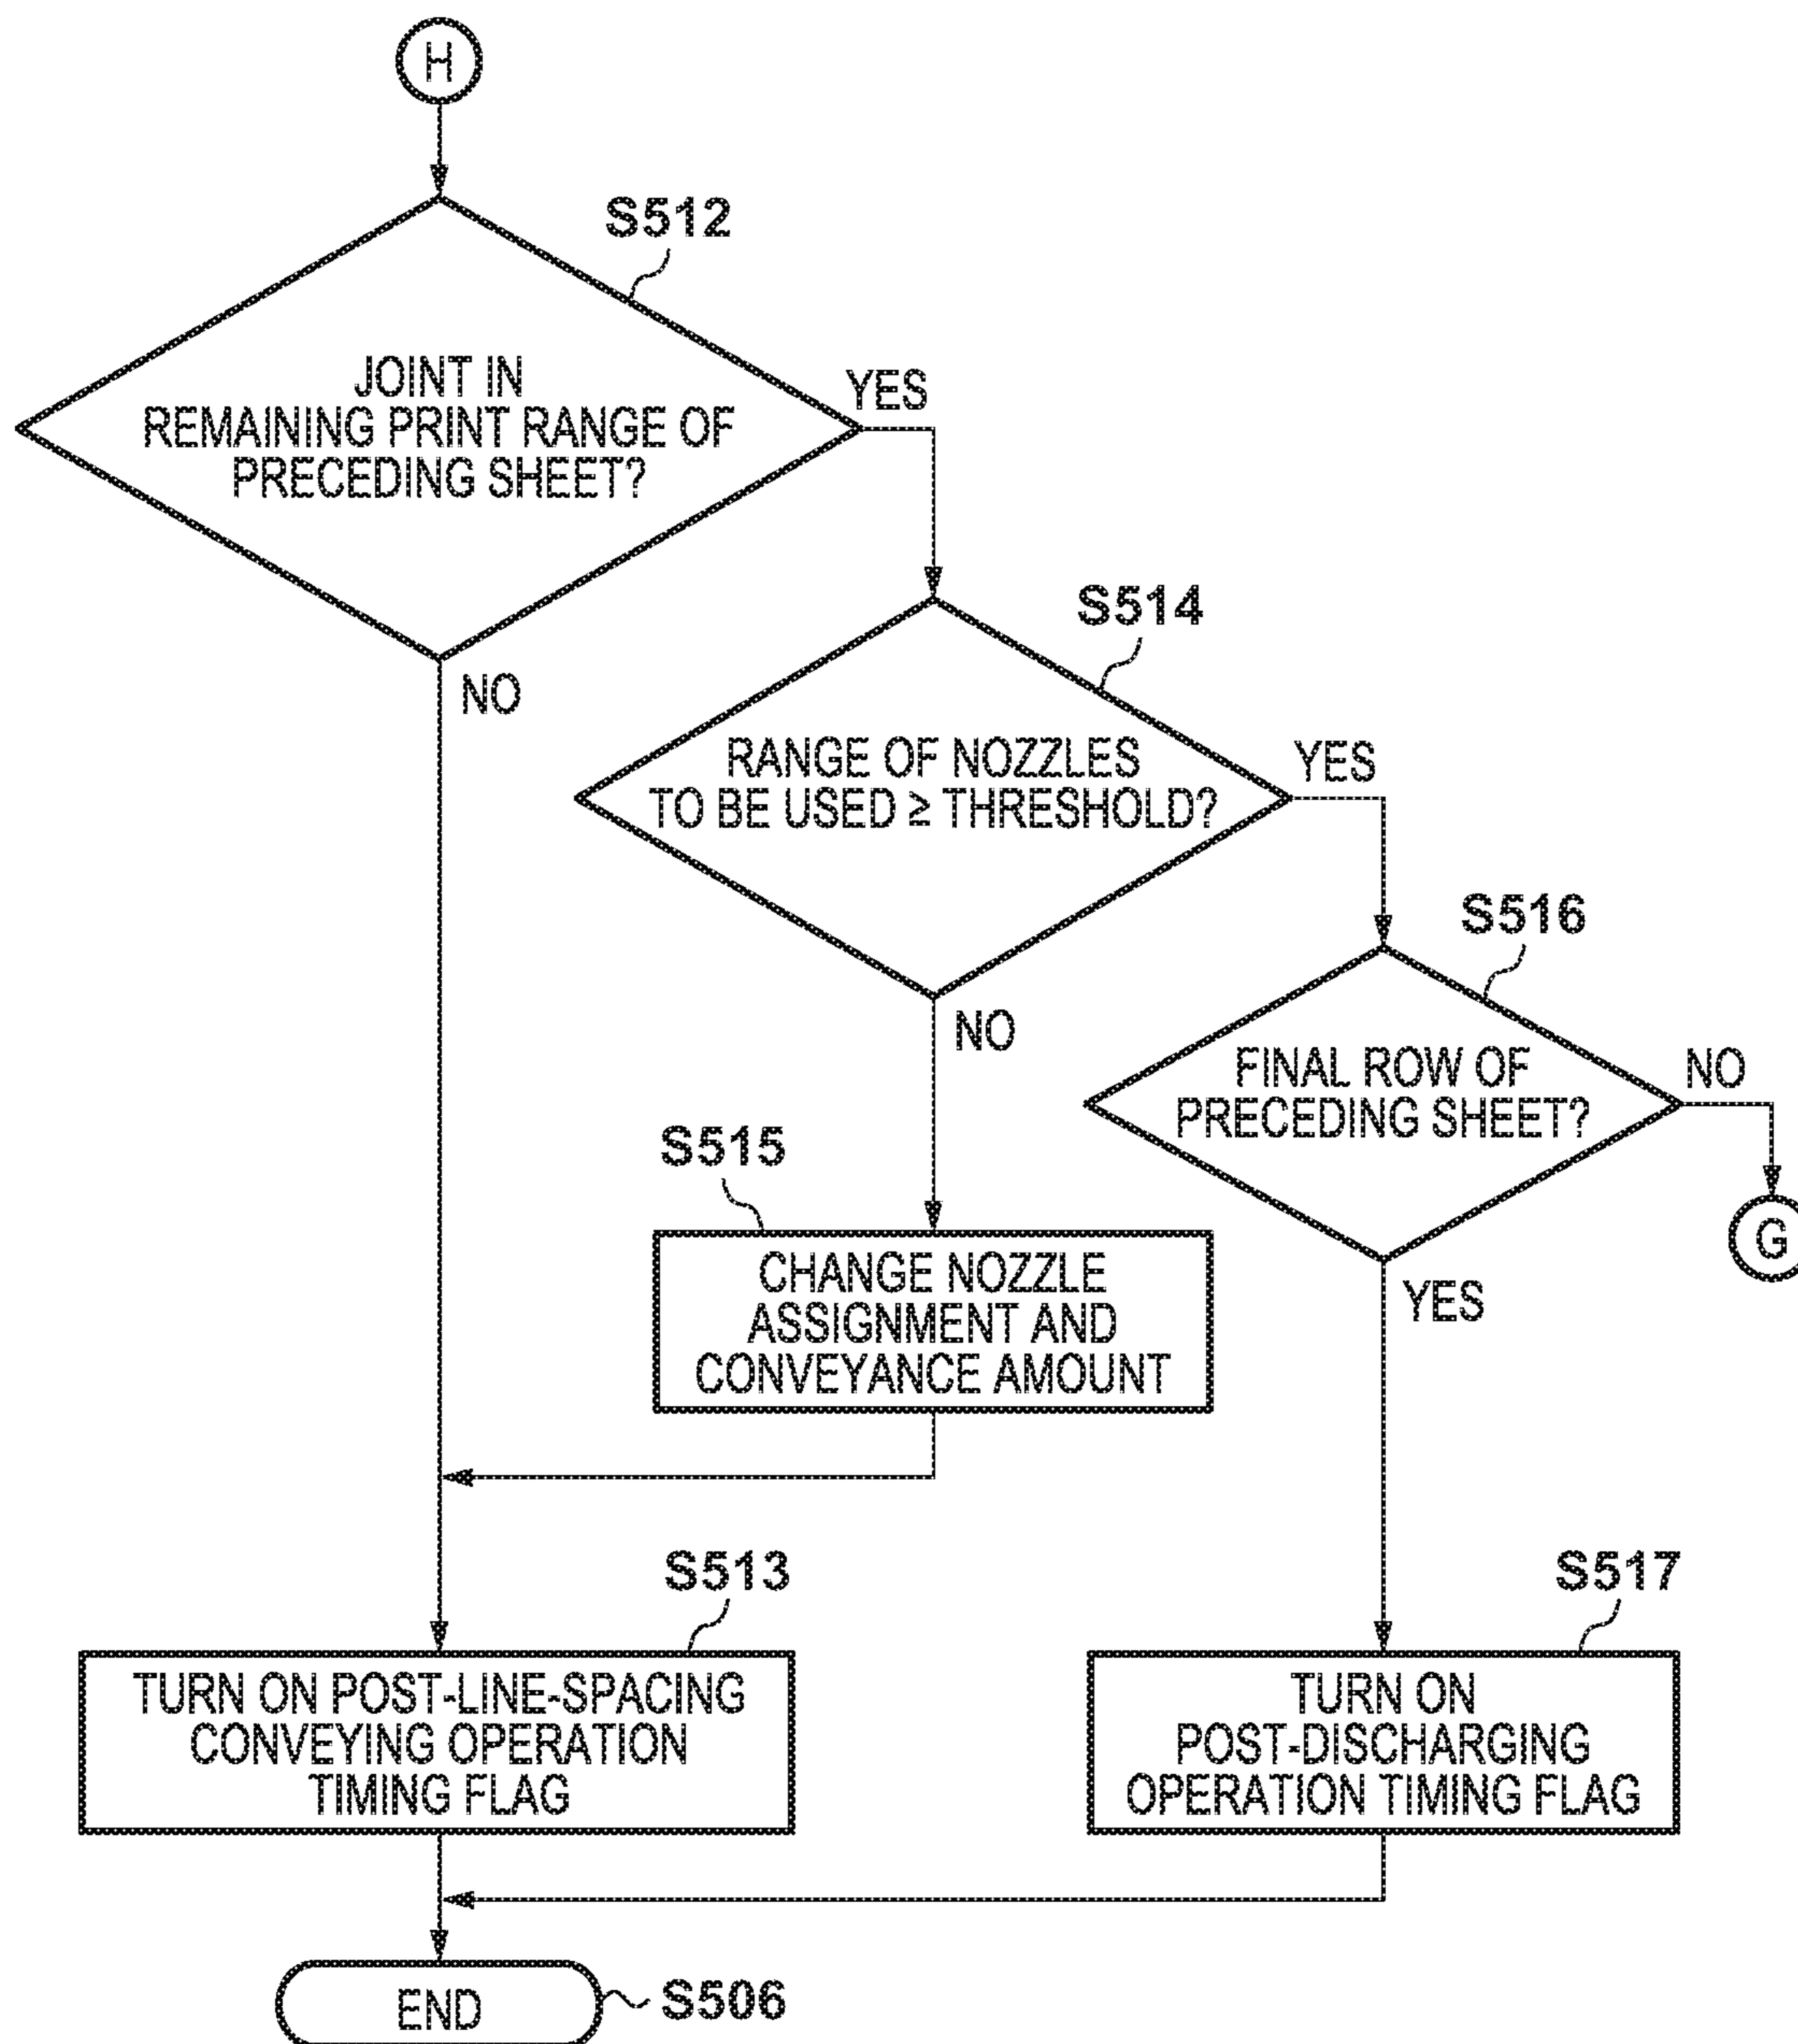 H
S512
JOINT IN
REMAINING PRINT RANGE OF
PRECEDING SHEET?
YES
NO
S514
RANGE OF NOZZLES
TO BE USED ≥ THRESHOLD?
YES
NO
S516
FINAL ROW OF
PRECEDING SHEET?
NO
G
YES
S515
CHANGE NOZZLE
ASSIGNMENT AND
CONVEYANCE AMOUNT
S513
TURN ON POST-LINE-SPACING
CONVEYING OPERATION
TIMING FLAG
S517
TURN ON
POST-DISCHARGING
OPERATION TIMING FLAG
END
S506